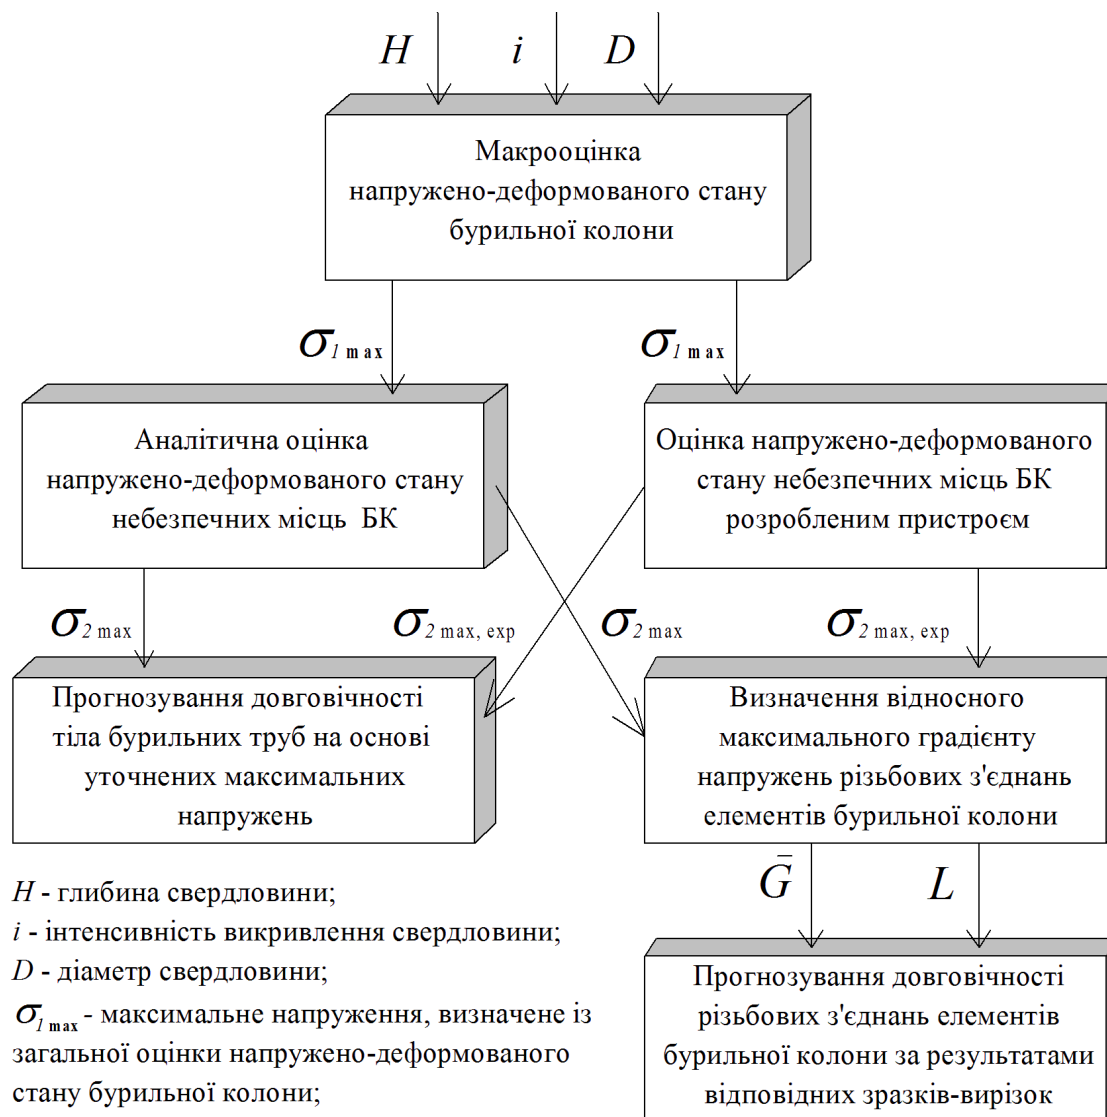 H i D
Макрооцінка
напружено-деформованого стану
бурильної колони
σ1 max σ1 max
Аналітична оцінка
напружено-деформованого стану
небезпечних місць БК
Оцінка напружено-деформованого
стану небезпечних місць БК
розробленим пристроєм
σ2 max σ2 max, exp σ2 max σ2 max, exp
Прогнозування довговічності
тіла бурильних труб на основі
уточнених максимальних
напружень
Визначення відносного
максимального градієнту
напружень різьбових з'єднань
елементів бурильної колони
Ḡ L
Прогнозування довговічності
різьбових з'єднань елементів
бурильної колони за результатами
відповідних зразків-вирізок
H - глибина свердловини;
i - інтенсивність викривлення свердловини;
D - діаметр свердловини;
σ1 max - максимальне напруження, визначене із
загальної оцінки напружено-деформованого
стану бурильної колони;